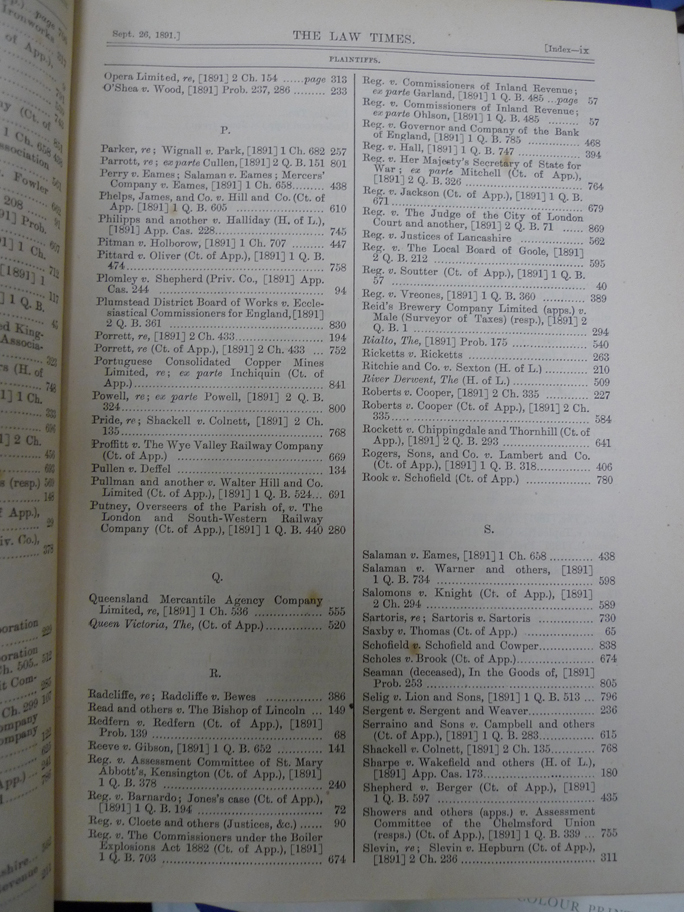 Sept. 26, 1891.]
THE LAW TIMES.
[Index—ix
PLAINTIFFS.
Opera Limited, re, [1891] 2 Ch. 154 ......page 313
O'Shea v. Wood, [1891] Prob. 237, 286 ......... 233
P.
Parker, re; Wignall v. Park, [1891] 1 Ch. 682 257
Parrott, re; ex parte Cullen, [1891] 2 Q. B. 151 801
Perry v. Eames; Salaman v. Eames; Mercers'
Company v. Eames, [1891] 1 Ch. 658......... 438
Phelps, James, and Co. v. Hill and Co. (Ct. of
App. [1891] 1 Q. B. 605 ........................ 610
Philipps and another v. Halliday (H. of L.),
[1891] App. Cas. 228........................... 745
Pitman v. Holborow, [1891] 1 Ch. 707 ......... 447
Pittard v. Oliver (Ct. of App.), [1891] 1 Q. B.
474................................................ 758
Plomley v. Shepherd (Priv. Co., [1891] App.
Cas. 244 .......................................... 94
Plumstead District Board of Works v. Eccle-
siastical Commissioners for England, [1891]
2 Q. B. 361 ....................................... 830
Porrett, re, [1891] 2 Ch. 433..................... 194
Porrett, re (Ct. of App.), [1891] 2 Ch. 433 ... 752
Portuguese Consolidated Copper Mines
Limited, re; ex parte Inchiquin (Ct. of
App.)............................................. 841
Powell, re; ex parte Powell, [1891] 2 Q. B.
324................................................ 800
Pride, re; Shackell v. Colnett, [1891] 2 Ch.
135................................................ 768
Proffitt v. The Wye Valley Railway Company
(Ct. of App.) .................................... 669
Pullen v. Deffel .................................... 134
Pullman and another v. Walter Hill and Co.
Limited (Ct. of App.), [1891] 1 Q. B. 524... 691
Putney, Overseers of the Parish of, v. The
London and South-Western Railway
Company (Ct. of App.), [1891] 1 Q. B. 440 280
Q.
Queensland Mercantile Agency Company
Limited, re, [1891] 1 Ch. 536 .................. 555
Queen Victoria, The, (Ct. of App.)............... 520
R.
Radcliffe, re; Radcliffe v. Bewes ............... 386
Read and others v. The Bishop of Lincoln ... 149
Redfern v. Redfern (Ct. of App.), [1891]
Prob. 139 .......................................... 68
Reeve v. Gibson, [1891] 1 Q. B. 652 ............ 141
Reg. v. Assessment Committee of St. Mary
Abbott's, Kensington (Ct. of App.), [1891]
1 Q. B. 378 ....................................... 240
Reg. v. Barnardo; Jones's case (Ct. of App.),
[1891] 1 Q. B. 194 .............................. 72
Reg. v. Cloete and others (Justices, &c.) ...... 90
Reg. v. The Commissioners under the Boiler
Explosions Act 1882 (Ct. of App.), [1891]
1 Q. B. 703 ....................................... 674
Reg. v. Commissioners of Inland Revenue;
ex parte Garland, [1891] 1 Q. B. 485 ...page 57
Reg. v. Commissioners of Inland Revenue;
ex parte Ohlson, [1891] 1 Q. B. 485 ......... 57
Reg. v. Governor and Company of the Bank
of England, [1891] 1 Q. B. 785 ............... 468
Reg. v. Hall, [1891] 1 Q. B. 747 .................. 394
Reg. v. Her Majesty's Secretary of State for
War; ex parte Mitchell (Ct. of App.),
[1891] 2 Q. B. 326 .............................. 764
Reg. v. Jackson (Ct. of App.), [1891] 1 Q. B.
671................................................ 679
Reg. v. The Judge of the City of London
Court and another, [1891] 2 Q. B. 71 ...... 869
Reg. v. Justices of Lancashire .................. 562
Reg. v. The Local Board of Goole, [1891]
2 Q. B. 212 ....................................... 595
Reg. v. Soutter (Ct. of App.), [1891] 1 Q. B.
57 ................................................ 40
Reg. v. Vreones, [1891] 1 Q. B. 360 ............ 389
Reid's Brewery Company Limited (apps.) v.
Male (Surveyor of Taxes) (resp.), [1891] 2
Q. B. 1 .......................................... 294
Rialto, The, [1891] Prob. 175 .................. 540
Ricketts v. Ricketts .............................. 263
Ritchie and Co. v. Sexton (H. of L.) ............ 210
River Derwent, The (H. of L.) .................. 509
Roberts v. Cooper, [1891] 2 Ch. 335 ............ 227
Roberts v. Cooper (Ct. of App.), [1891] 2 Ch.
335................................................ 584
Rockett v. Chippingdale and Thornhill (Ct. of
App.), [1891] 2 Q. B. 293 ..................... 641
Rogers, Sons, and Co. v. Lambert and Co.
(Ct. of App.), [1891] 1 Q. B. 318............... 406
Rook v. Schofield (Ct. of App.) .................. 780
S.
Salaman v. Eames, [1891] 1 Ch. 658 ............ 438
Salaman v. Warner and others, [1891]
1 Q. B. 734 ....................................... 598
Salomons v. Knight (Ct. of App.), [1891]
2 Ch. 294 .......................................... 589
Sartoris, re; Sartoris v. Sartoris ............... 730
Saxby v. Thomas (Ct. of App.) .................. 65
Schofield v. Schofield and Cowper............... 838
Scholes v. Brook (Ct. of App.)..................... 674
Seaman (deceased), In the Goods of, [1891]
Prob. 253 .......................................... 805
Selig v. Lion and Sons, [1891] 1 Q. B. 513 ... 796
Sergent v. Sergent and Weaver.................. 236
Serraino and Sons v. Campbell and others
(Ct. of App.), [1891] 1 Q. B. 283............... 615
Shackell v. Colnett, [1891] 2 Ch. 135............ 768
Sharpe v. Wakefield and others (H. of L.),
[1891] App. Cas. 173........................... 180
Shepherd v. Berger (Ct. of App.), [1891]
1 Q. B. 597 ....................................... 435
Showers and others (apps.) v. Assessment
Committee of the Chelmsford Union
(resps.) (Ct. of App.), [1891] 1 Q. B. 339 ... 755
Slevin, re; Slevin v. Hepburn (Ct. of App.),
[1891] 2 Ch. 236 ................................. 311